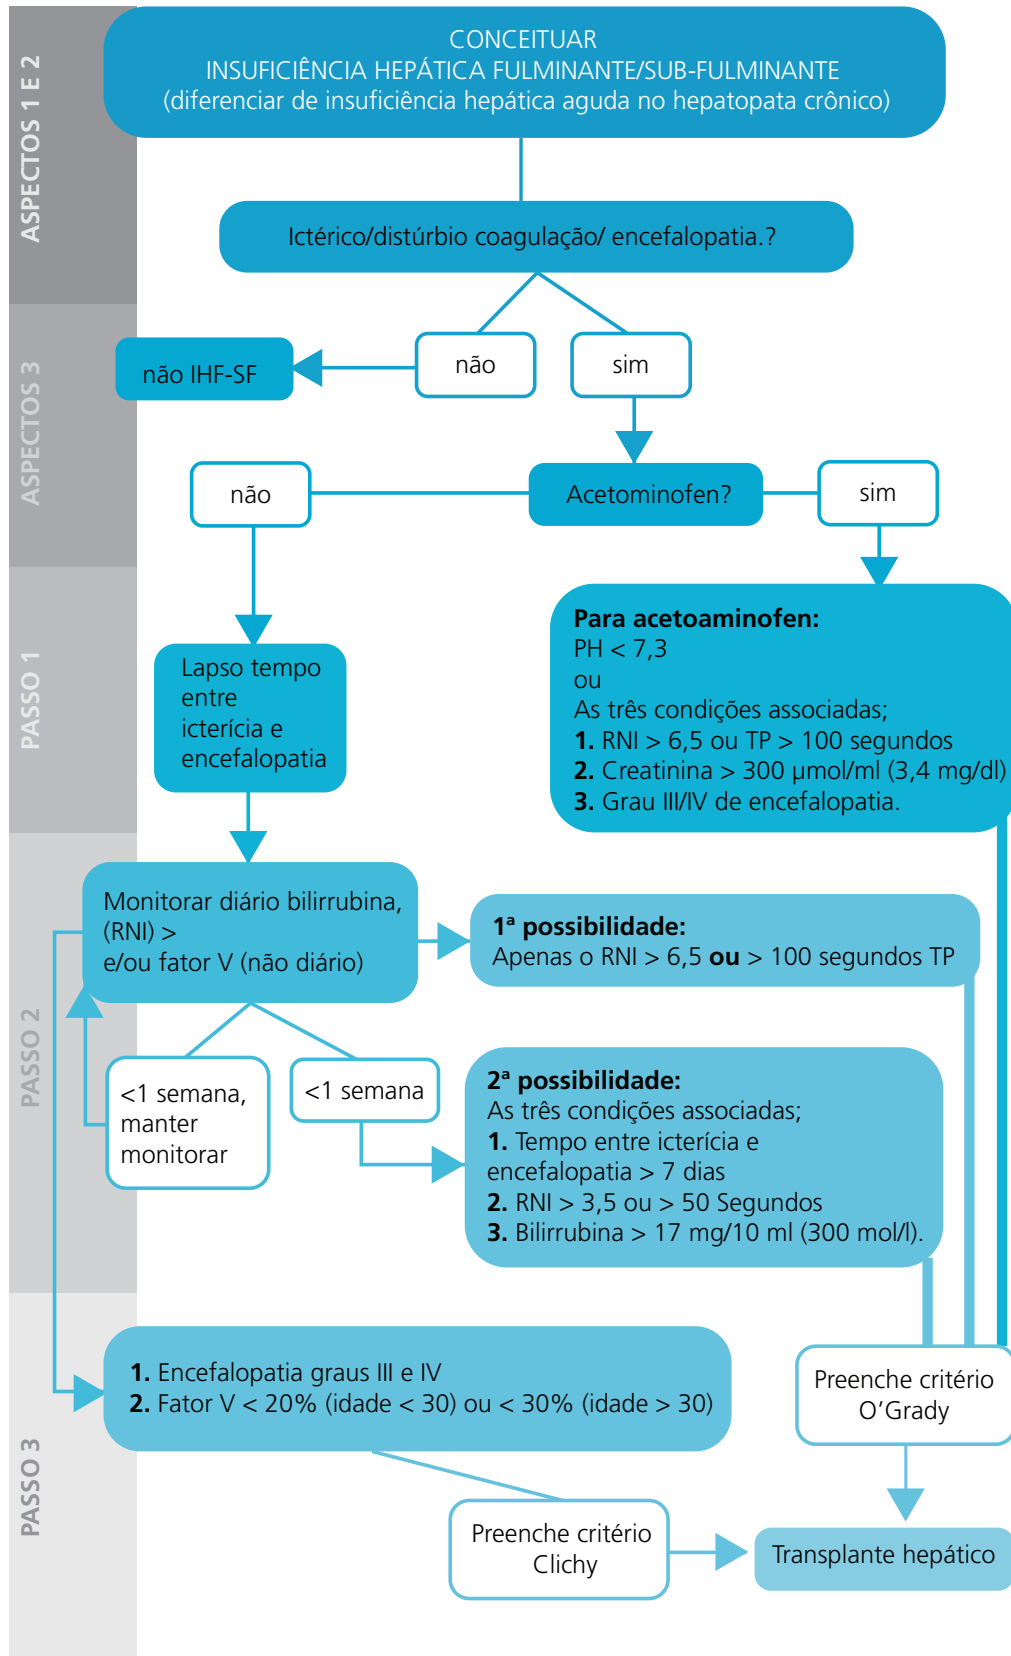 ASPECTOS 1 E 2
CONCEITUAR
INSUFICIÊNCIA HEPÁTICA FULMINANTE/SUB-FULMINANTE
(diferenciar de insuficiência hepática aguda no hepatopata crônico)
Ictérico/distúrbio coagulação/ encefalopatia.?
ASPECTOS 3
não IHF-SF
não
sim
não
Acetominofen?
sim
PASSO 1
Lapso tempo
entre
icterícia e
encefalopatia
Para acetoaminofen:
PH < 7,3
ou
As três condições associadas;
1. RNI > 6,5 ou TP > 100 segundos
2. Creatinina > 300 μmol/ml (3,4 mg/dl)
3. Grau III/IV de encefalopatia.
PASSO 2
Monitorar diário bilirrubina,
(RNI) >
e/ou fator V (não diário)
1ª possibilidade:
Apenas o RNI > 6,5 ou > 100 segundos TP
<1 semana,
manter
monitorar
<1 semana
2ª possibilidade:
As três condições associadas;
1. Tempo entre icterícia e
encefalopatia > 7 dias
2. RNI > 3,5 ou > 50 Segundos
3. Bilirrubina > 17 mg/10 ml (300 mol/l).
PASSO 3
1. Encefalopatia graus III e IV
2. Fator V < 20% (idade < 30) ou < 30% (idade > 30)
Preenche critério
O’Grady
Preenche critério
Clichy
Transplante hepático